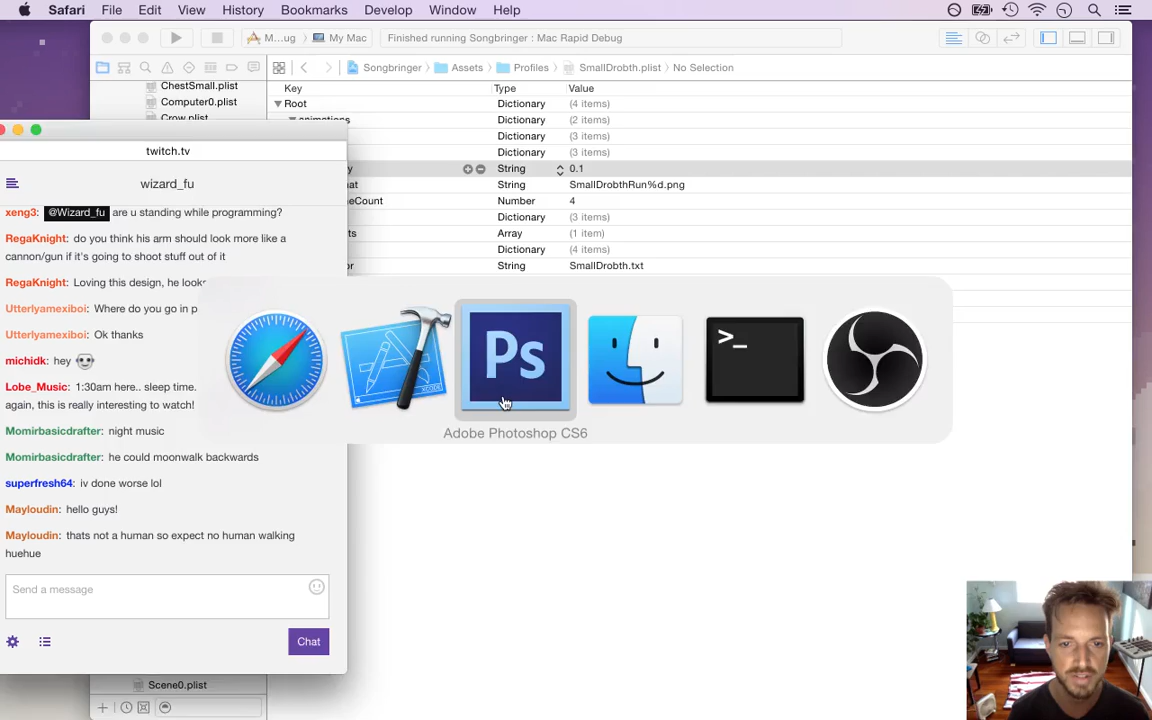 Safari File Edit View History Bookmarks Develop Window Help
M...ug My Mac Finished running Songbringer : Mac Rapid Debug
Songbringer Assets Profiles SmallDrobth.plist No Selection
ChestSmall.plist
Computer0.plist
Crow.plist
Key Type Value
Root Dictionary (4 items)
animations Dictionary (2 items)
Dictionary (3 items)
Dictionary (3 items)
String 0.1
String SmallDrobthRun%d.png
Number 4
Dictionary (3 items)
Array (1 item)
Dictionary (4 items)
String SmallDrobth.txt
twitch.tv
wizard_fu
xeng3: @Wizard_fu are u standing while programming?
RegaKnight: do you think his arm should look more like a
cannon/gun if it's going to shoot stuff out of it
RegaKnight: Loving this design, he looks
Utterlyamexiboi: Where do you go in p
Utterlyamexiboi: Ok thanks
michidk: hey
Lobe_Music: 1:30am here.. sleep time.
again, this is really interesting to watch!
Momirbasicdrafter: night music
Momirbasicdrafter: he could moonwalk backwards
superfresh64: iv done worse lol
Mayloudin: hello guys!
Mayloudin: thats not a human so expect no human walking
huehue
Send a message
Chat
Scene0.plist
Ps
>_
Adobe Photoshop CS6